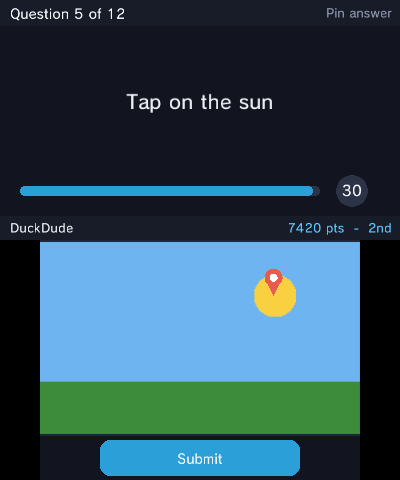 Question 5 of 12
Pin answer
Tap on the sun
30
DuckDude
7420 pts - 2nd
Submit